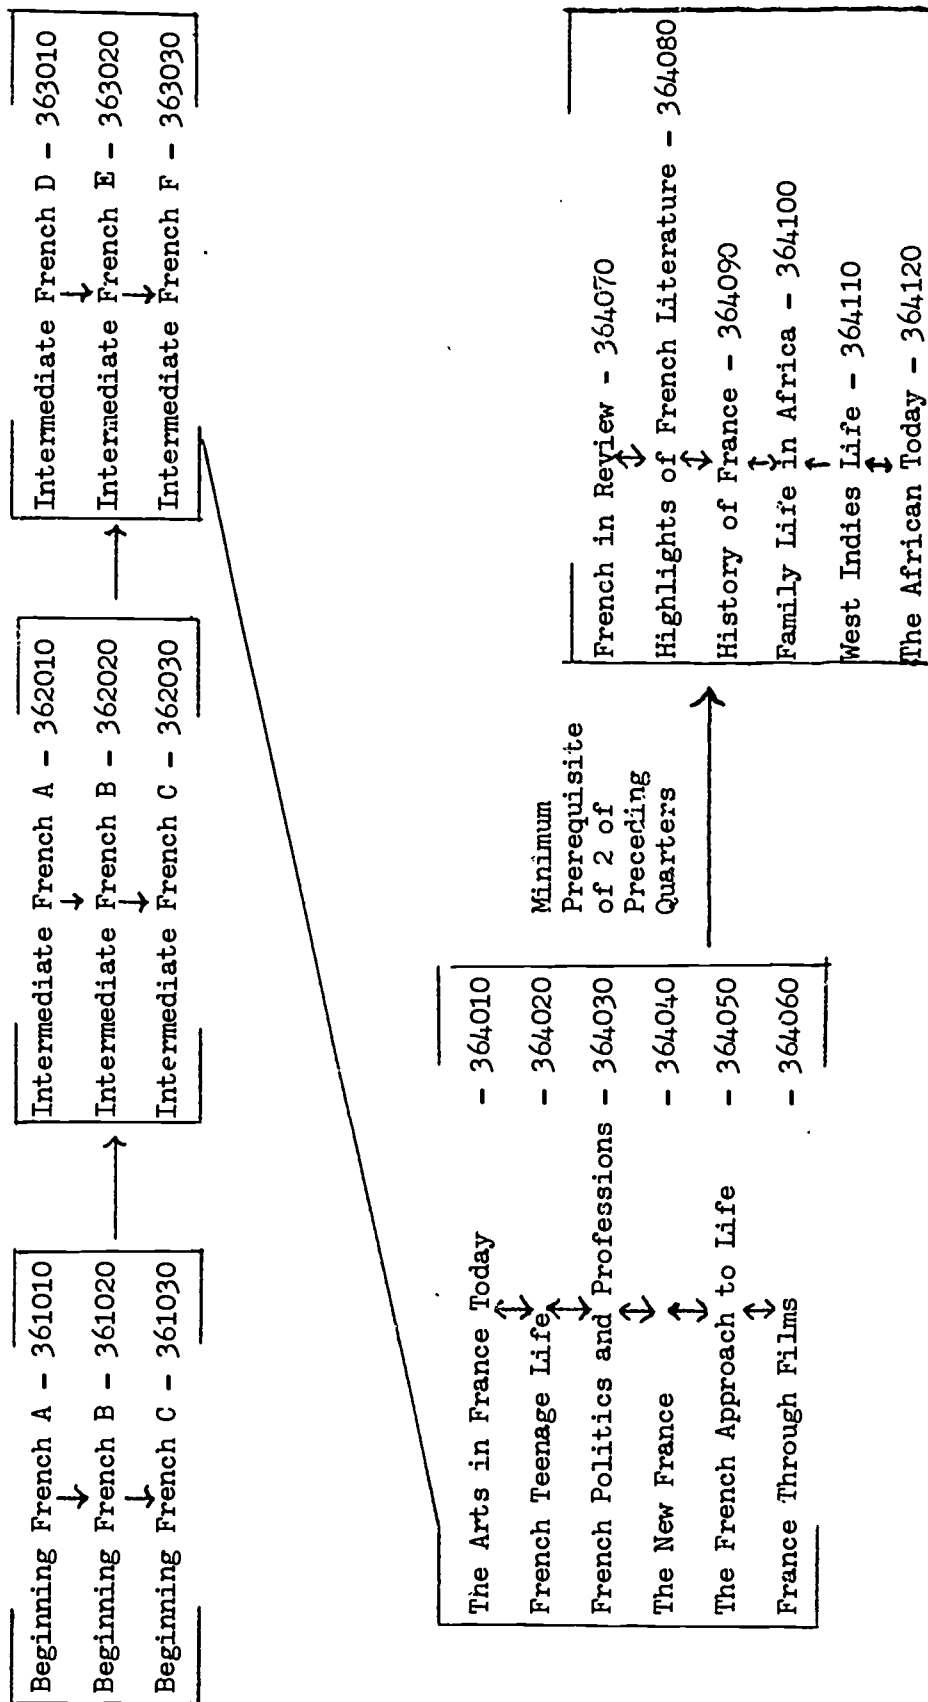 Beginning French A - 361010
Beginning French B - 361020
Beginning French C - 361030
Intermediate French A - 362010
Intermediate French B - 362020
Intermediate French C - 362030
Intermediate French D - 363010
Intermediate French E - 363020
Intermediate French F - 363030
The Arts in France Today - 364010
French Teenage Life - 364020
French Politics and Professions - 364030
The New France - 364040
The French Approach to Life - 364050
France Through Films - 364060
Minimum
Prerequisite
of 2 of
Preceding
Quarters
French in Review - 364070
Highlights of French Literature - 364080
History of France - 364090
Family Life in Africa - 364100
West Indies Life - 364110
The African Today - 364120